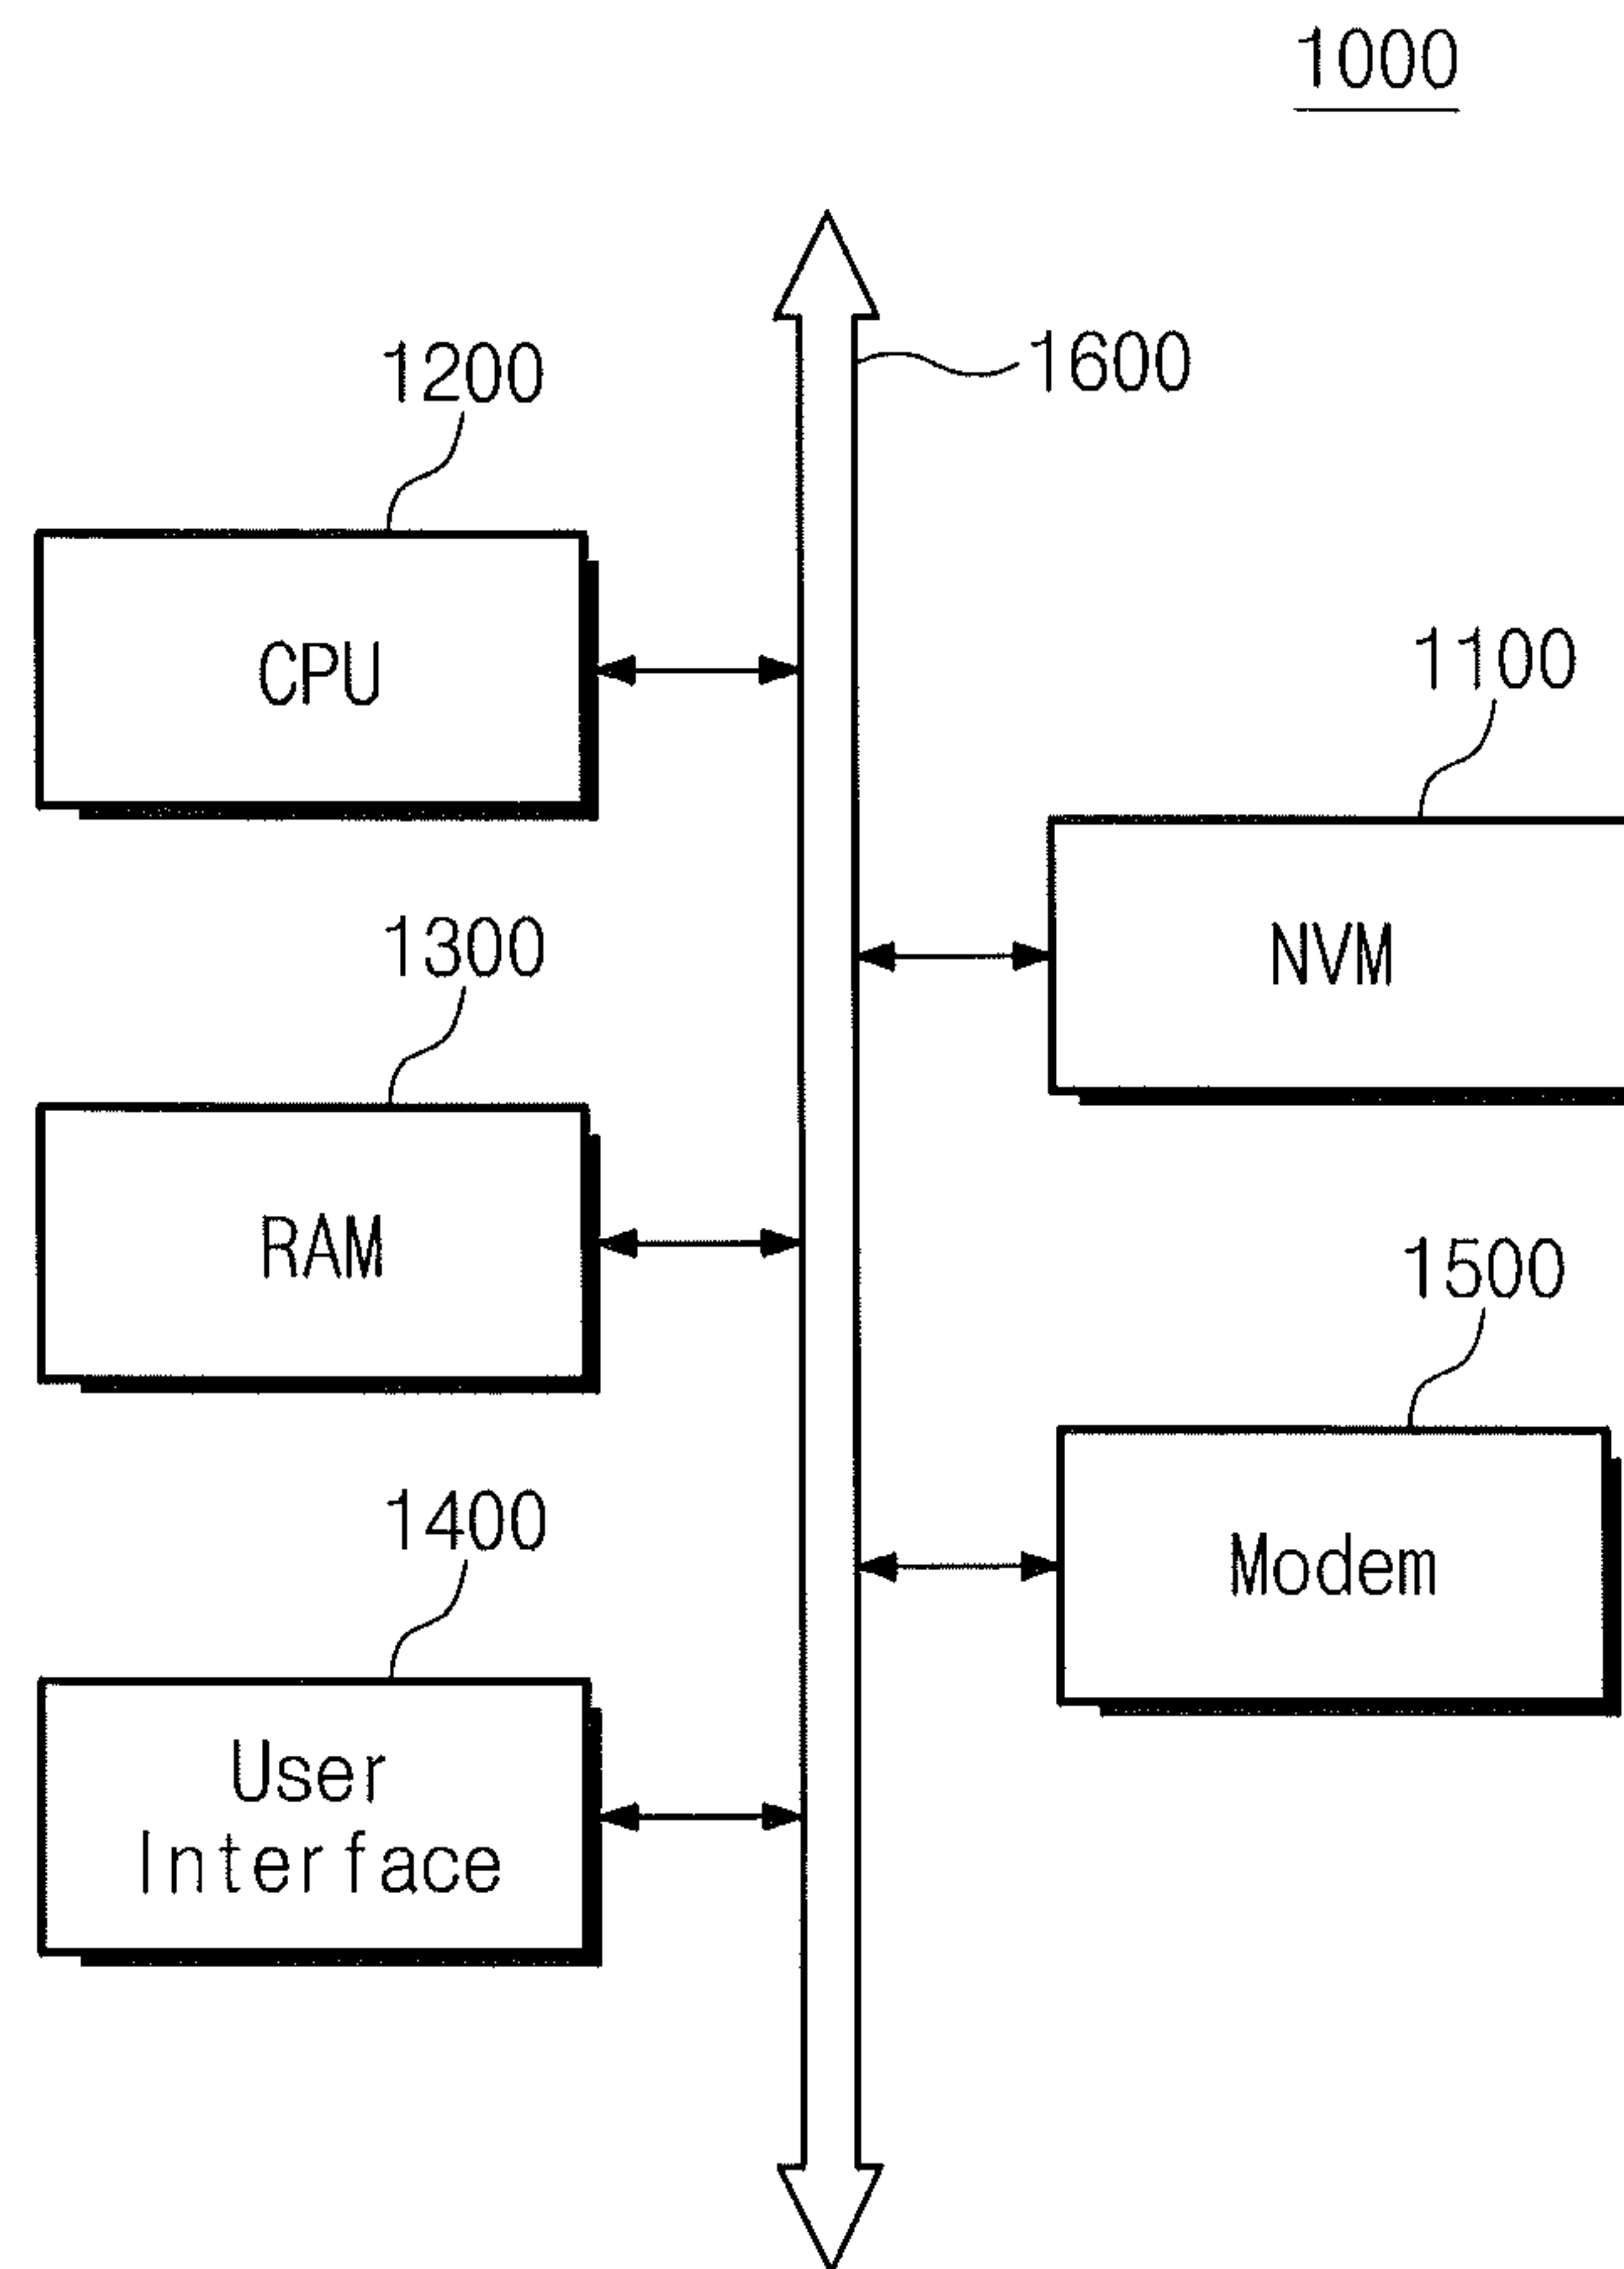 1000
1600
1200
CPU
1100
NVM
1300
RAM
1500
Modem
1400
User
Interface